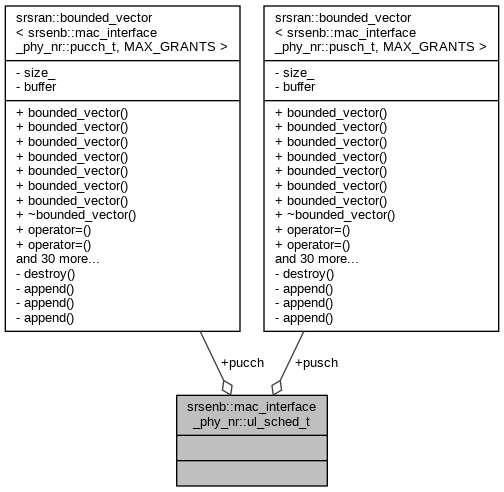 srsran::bounded_vector
< srsenb::mac_interface
_phy_nr::pucch_t, MAX_GRANTS >
- size_
- buffer
+ bounded_vector()
+ bounded_vector()
+ bounded_vector()
+ bounded_vector()
+ bounded_vector()
+ bounded_vector()
+ bounded_vector()
+ ~bounded_vector()
+ operator=()
+ operator=()
and 30 more...
- destroy()
- append()
- append()
- append()
srsran::bounded_vector
< srsenb::mac_interface
_phy_nr::pusch_t, MAX_GRANTS >
- size_
- buffer
+ bounded_vector()
+ bounded_vector()
+ bounded_vector()
+ bounded_vector()
+ bounded_vector()
+ bounded_vector()
+ bounded_vector()
+ ~bounded_vector()
+ operator=()
+ operator=()
and 30 more...
- destroy()
- append()
- append()
- append()
+pucch
+pusch
srsenb::mac_interface
_phy_nr::ul_sched_t